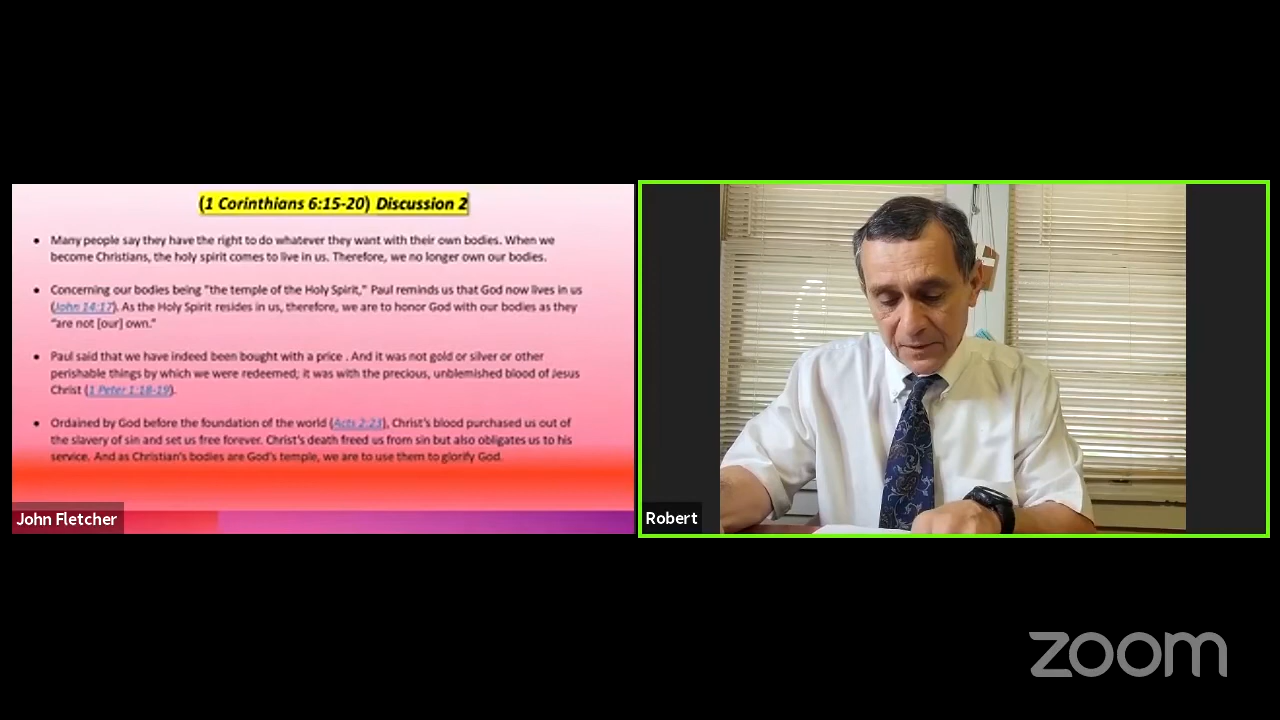 (1 Corinthians 6:15-20) Discussion 2
• Many people say they have the right to do whatever they want with their own bodies. When we
become Christians, the holy spirit comes to live in us. Therefore, we no longer own our bodies.
• Concerning our bodies being "the temple of the Holy Spirit," Paul reminds us that God now lives in us
(John 14:17). As the Holy Spirit resides in us, therefore, we are to honor God with our bodies as they
"are not [our] own."
• Paul said that we have indeed been bought with a price . And it was not gold or silver or other
perishable things by which we were redeemed; it was with the precious, unblemished blood of Jesus
Christ (1 Peter 1:18-19).
• Ordained by God before the foundation of the world (Acts 2:23), Christ's blood purchased us out of
the slavery of sin and set us free forever. Christ's death freed us from sin but also obligates us to his
service. And as Christian's bodies are God's temple, we are to use them to glorify God.
John Fletcher
Robert
zoom